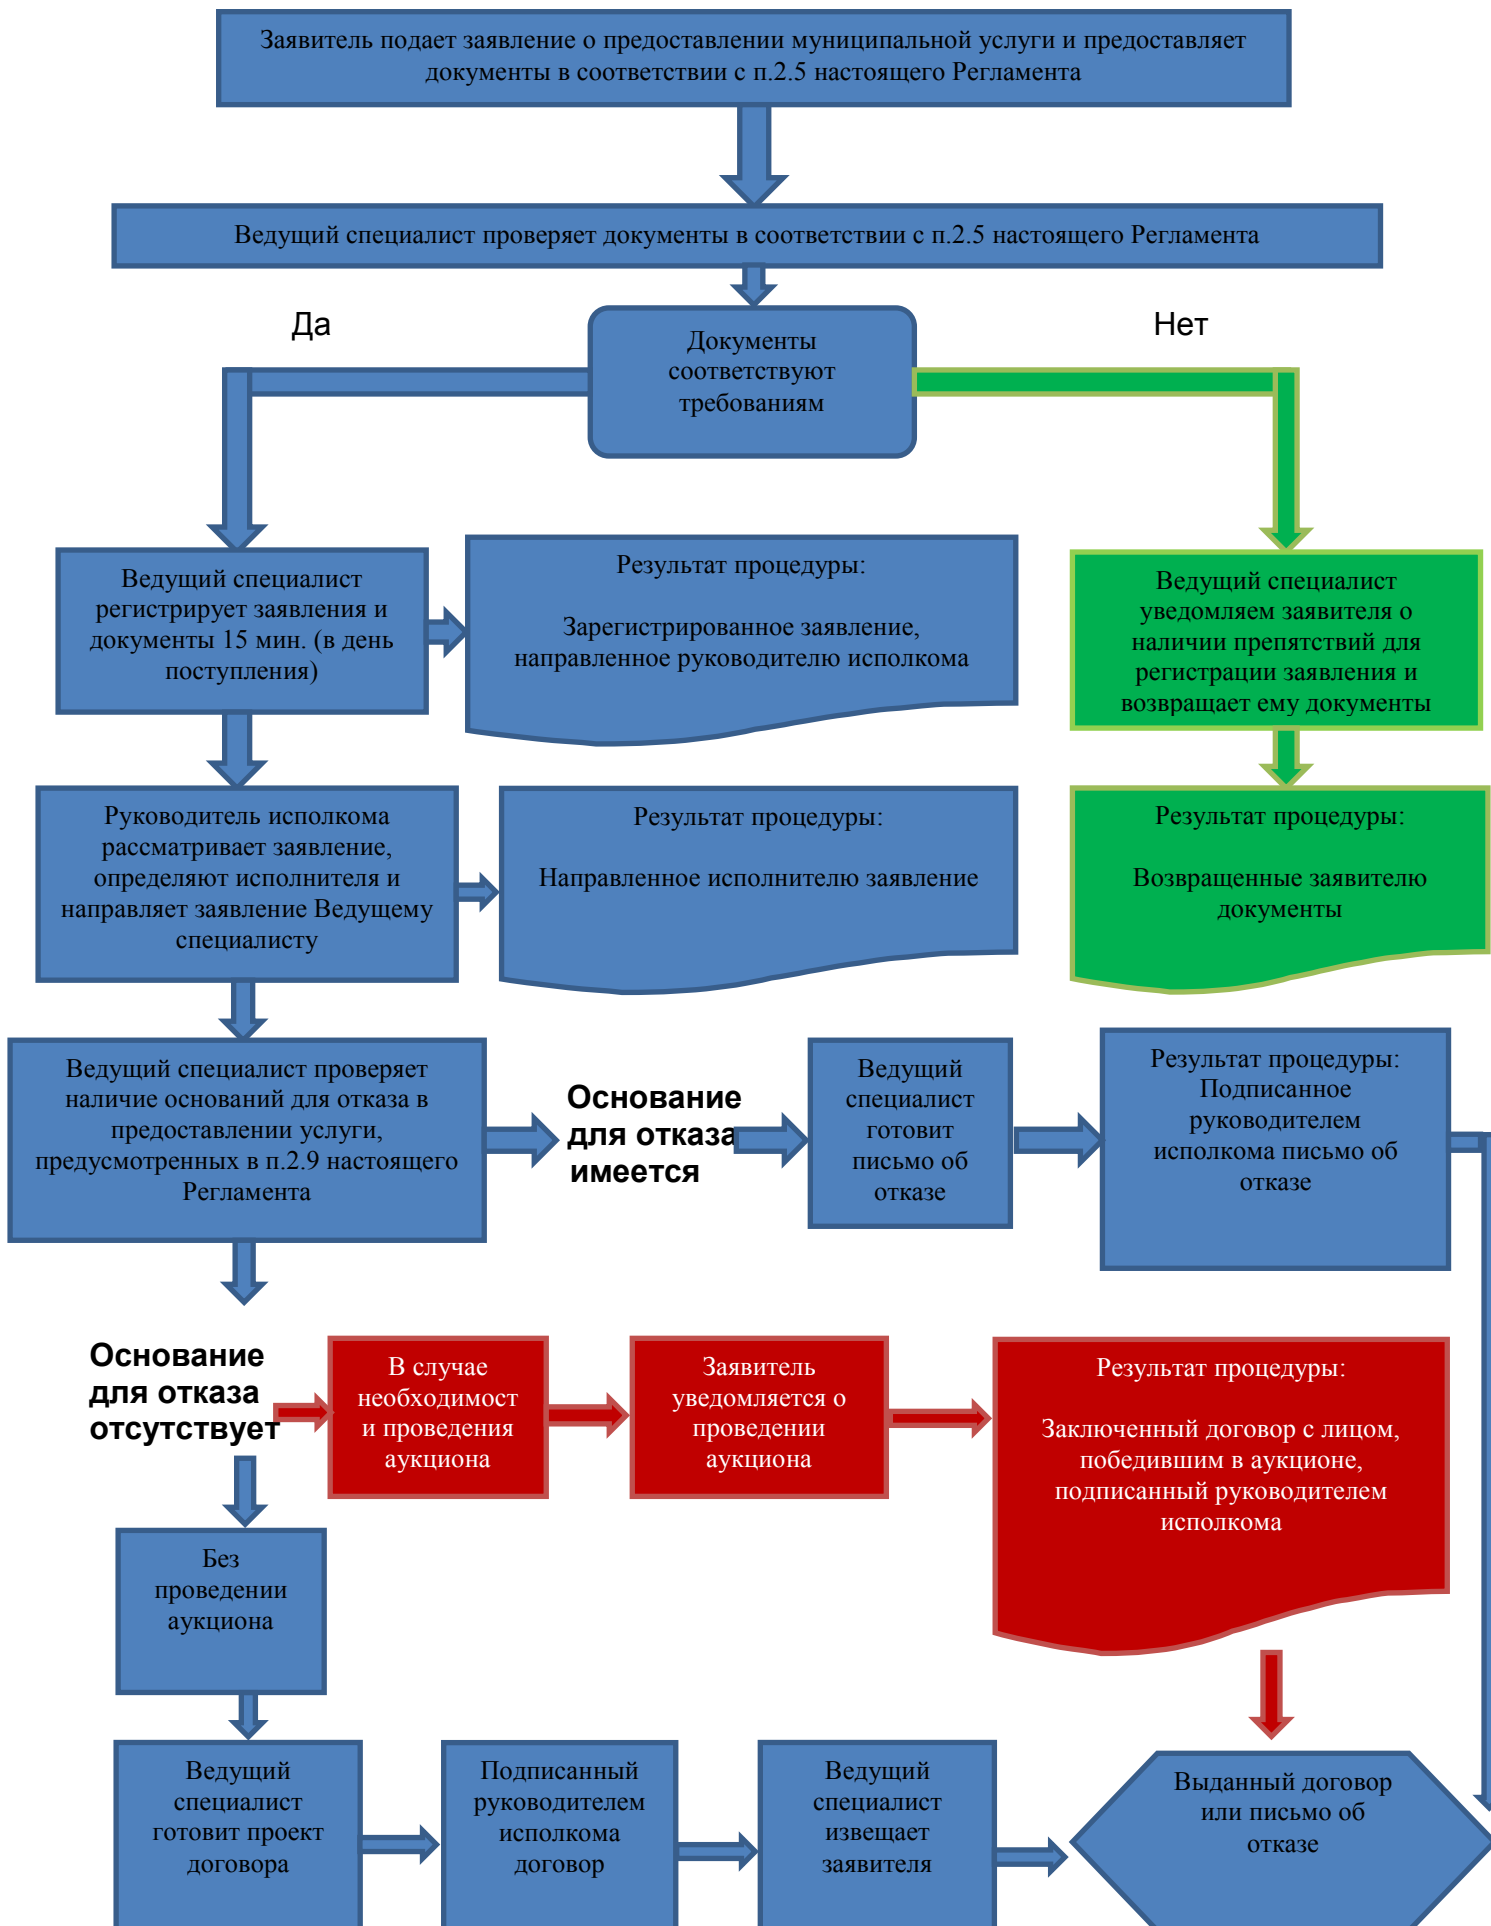 Заявитель подает заявление о предоставлении муниципальной услуги и предоставляет
документы в соответствии с п.2.5 настоящего Регламента
Ведущий специалист проверяет документы в соответствии с п.2.5 настоящего Регламента
Да
Нет
Документы
соответствуют
требованиям
Ведущий специалист
регистрирует заявления и
документы 15 мин. (в день
поступления)
Результат процедуры:
Зарегистрированное заявление,
направленное руководителю исполкома
Ведущий специалист
уведомляем заявителя о
наличии препятствий для
регистрации заявления и
возвращает ему документы
Руководитель исполкома
рассматривает заявление,
определяют исполнителя и
направляет заявление Ведущему
специалисту
Результат процедуры:
Направленное исполнителю заявление
Результат процедуры:
Возвращенные заявителю
документы
Ведущий специалист проверяет
наличие оснований для отказа в
предоставлении услуги,
предусмотренных в п.2.9 настоящего
Регламента
Основание
для отказа
имеется
Ведущий
специалист
готовит
письмо об
отказе
Результат процедуры:
Подписанное
руководителем
исполкома письмо об
отказе
Основание
для отказа
отсутствует
В случае
необходимост
и проведения
аукциона
Заявитель
уведомляется о
проведении
аукциона
Результат процедуры:
Заключенный договор с лицом,
победившим в аукционе,
подписанный руководителем
исполкома
Без
проведении
аукциона
Ведущий
специалист
готовит проект
договора
Подписанный
руководителем
исполкома
договор
Ведущий
специалист
извещает
заявителя
Выданный договор
или письмо об
отказе